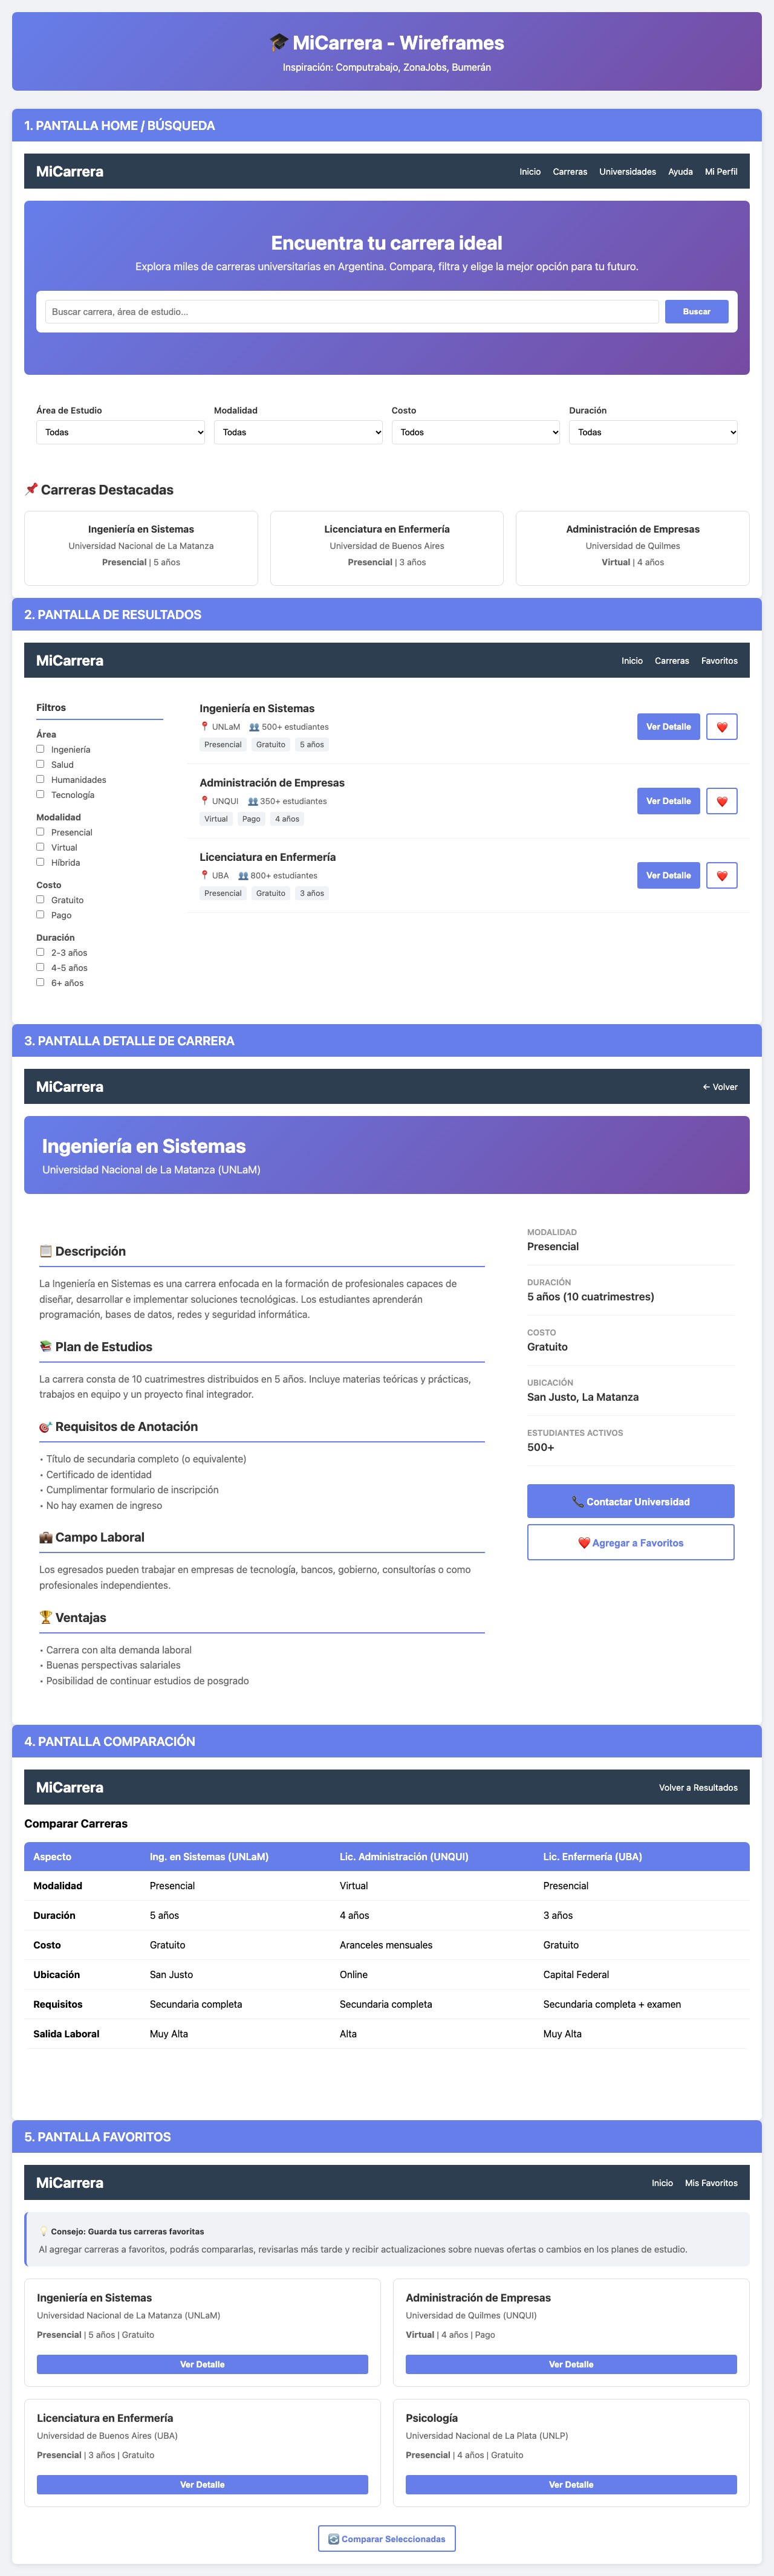 🎓 MiCarrera - Wireframes
Inspiración: Computrabajo, ZonaJobs, Bumerán
1. PANTALLA HOME / BÚSQUEDA
MiCarrera
Inicio Carreras Universidades Ayuda Mi Perfil
Encuentra tu carrera ideal
Explora miles de carreras universitarias en Argentina. Compara, filtra y elige la mejor opción para tu futuro.
Buscar carrera, área de estudio...
Buscar
Área de Estudio Modalidad Costo Duración
Todas Todas Todos Todas
📌 Carreras Destacadas
Ingeniería en Sistemas
Universidad Nacional de La Matanza
Presencial | 5 años
Licenciatura en Enfermería
Universidad de Buenos Aires
Presencial | 3 años
Administración de Empresas
Universidad de Quilmes
Virtual | 4 años
2. PANTALLA DE RESULTADOS
MiCarrera
Inicio Carreras Favoritos
Filtros
Área
Ingeniería
Salud
Humanidades
Tecnología
Modalidad
Presencial
Virtual
Híbrida
Costo
Gratuito
Pago
Duración
2-3 años
4-5 años
6+ años
Ingeniería en Sistemas
📍 UNLaM 👥 500+ estudiantes
Presencial Gratuito 5 años
Ver Detalle ❤️
Administración de Empresas
📍 UNQUI 👥 350+ estudiantes
Virtual Pago 4 años
Ver Detalle ❤️
Licenciatura en Enfermería
📍 UBA 👥 800+ estudiantes
Presencial Gratuito 3 años
Ver Detalle ❤️
3. PANTALLA DETALLE DE CARRERA
MiCarrera
← Volver
Ingeniería en Sistemas
Universidad Nacional de La Matanza (UNLaM)
📋 Descripción
La Ingeniería en Sistemas es una carrera enfocada en la formación de profesionales capaces de
diseñar, desarrollar e implementar soluciones tecnológicas. Los estudiantes aprenderán
programación, bases de datos, redes y seguridad informática.
📚 Plan de Estudios
La carrera consta de 10 cuatrimestres distribuidos en 5 años. Incluye materias teóricas y prácticas,
trabajos en equipo y un proyecto final integrador.
🎯 Requisitos de Anotación
• Título de secundaria completo (o equivalente)
• Certificado de identidad
• Cumplimentar formulario de inscripción
• No hay examen de ingreso
💼 Campo Laboral
Los egresados pueden trabajar en empresas de tecnología, bancos, gobierno, consultorías o como
profesionales independientes.
🏆 Ventajas
• Carrera con alta demanda laboral
• Buenas perspectivas salariales
• Posibilidad de continuar estudios de posgrado
MODALIDAD
Presencial
DURACIÓN
5 años (10 cuatrimestres)
COSTO
Gratuito
UBICACIÓN
San Justo, La Matanza
ESTUDIANTES ACTIVOS
500+
📞 Contactar Universidad
❤️ Agregar a Favoritos
4. PANTALLA COMPARACIÓN
MiCarrera
Volver a Resultados
Comparar Carreras
Aspecto Ing. en Sistemas (UNLaM) Lic. Administración (UNQUI) Lic. Enfermería (UBA)
Modalidad Presencial Virtual Presencial
Duración 5 años 4 años 3 años
Costo Gratuito Aranceles mensuales Gratuito
Ubicación San Justo Online Capital Federal
Requisitos Secundaria completa Secundaria completa Secundaria completa + examen
Salida Laboral Muy Alta Alta Muy Alta
5. PANTALLA FAVORITOS
MiCarrera
Inicio Mis Favoritos
💡 Consejo: Guarda tus carreras favoritas
Al agregar carreras a favoritos, podrás compararlas, revisarlas más tarde y recibir actualizaciones sobre nuevas ofertas o cambios en los planes de estudio.
Ingeniería en Sistemas
Universidad Nacional de La Matanza (UNLaM)
Presencial | 5 años | Gratuito
Ver Detalle
Administración de Empresas
Universidad de Quilmes (UNQUI)
Virtual | 4 años | Pago
Ver Detalle
Licenciatura en Enfermería
Universidad de Buenos Aires (UBA)
Presencial | 3 años | Gratuito
Ver Detalle
Psicología
Universidad Nacional de La Plata (UNLP)
Presencial | 4 años | Gratuito
Ver Detalle
🔄 Comparar Seleccionadas